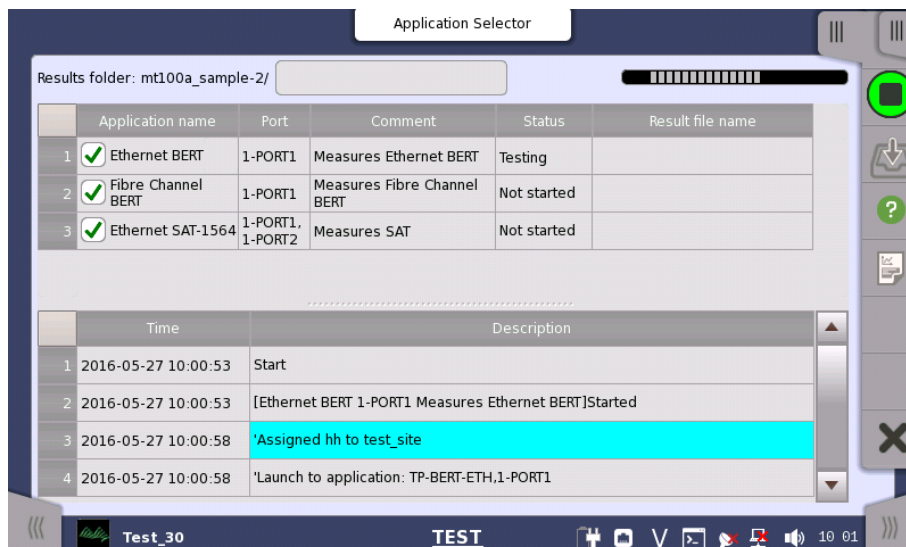 Application Selector
Results folder: mt100a_sample-2/
Application name Port Comment Status Result file name
1 Ethernet BERT 1-PORT1 Measures Ethernet BERT Testing
2 Fibre Channel BERT 1-PORT1 Measures Fibre Channel BERT Not started
3 Ethernet SAT-1564 1-PORT1, 1-PORT2 Measures SAT Not started
Time Description
1 2016-05-27 10:00:53 Start
2 2016-05-27 10:00:53 [Ethernet BERT 1-PORT1 Measures Ethernet BERT]Started
3 2016-05-27 10:00:58 'Assigned hh to test_site
4 2016-05-27 10:00:58 'Launch to application: TP-BERT-ETH,1-PORT1
Test_30 TEST V 10 01